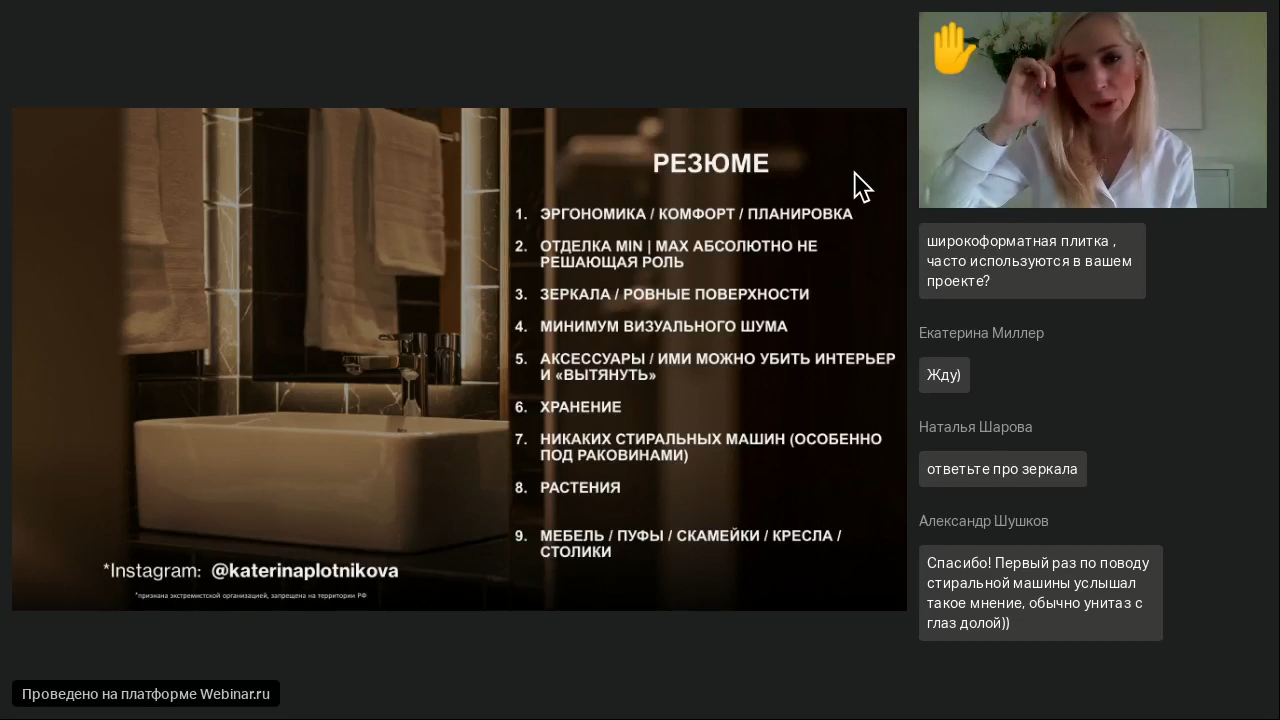 РЕЗЮМЕ
1. ЭРГОНОМИКА / КОМФОРТ / ПЛАНИРОВКА
2. ОТДЕЛКА MIN | MAX АБСОЛЮТНО НЕ
РЕШАЮЩАЯ РОЛЬ
3. ЗЕРКАЛА / РОВНЫЕ ПОВЕРХНОСТИ
4. МИНИМУМ ВИЗУАЛЬНОГО ШУМА
5. АКСЕССУАРЫ / ИМИ МОЖНО УБИТЬ ИНТЕРЬЕР
И «ВЫТЯНУТЬ»
6. ХРАНЕНИЕ
7. НИКАКИХ СТИРАЛЬНЫХ МАШИН (ОСОБЕННО
ПОД РАКОВИНАМИ)
8. РАСТЕНИЯ
9. МЕБЕЛЬ / ПУФЫ / СКАМЕЙКИ / КРЕСЛА /
СТОЛИКИ
*Instagram: @katerinaplotnikova
*признана экстремистской организацией, запрещена на территории РФ
широкоформатная плитка ,
часто используются в вашем
проекте?
Екатерина Миллер
Жду)
Наталья Шарова
ответьте про зеркала
Александр Шушков
Спасибо! Первый раз по поводу
стиральной машины услышал
такое мнение, обычно унитаз с
глаз долой))
Проведено на платформе Webinar.ru